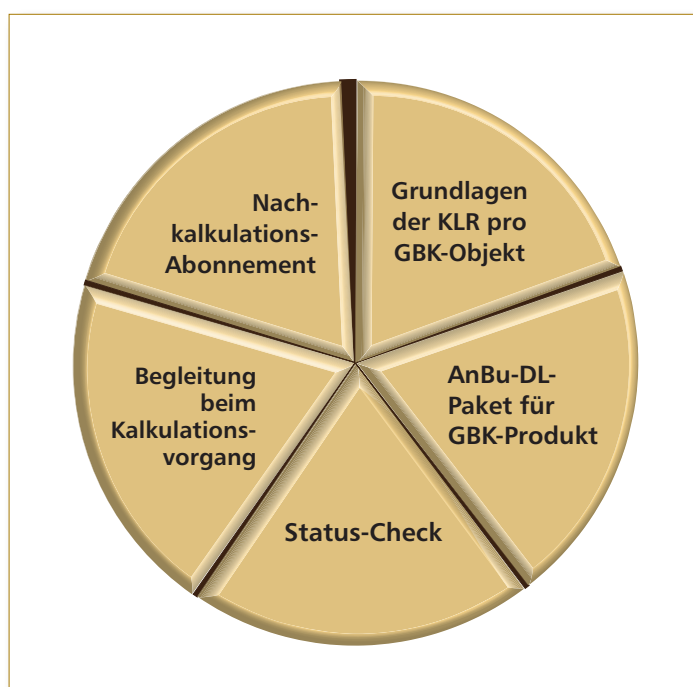 Grundlagen
der KLR pro
GBK-Objekt
AnBu-DL-
Paket für
GBK-Produkt
Status-Check
Begleitung
beim
Kalkulations-
vorgang
Nach-
kalkulations-
Abonnement